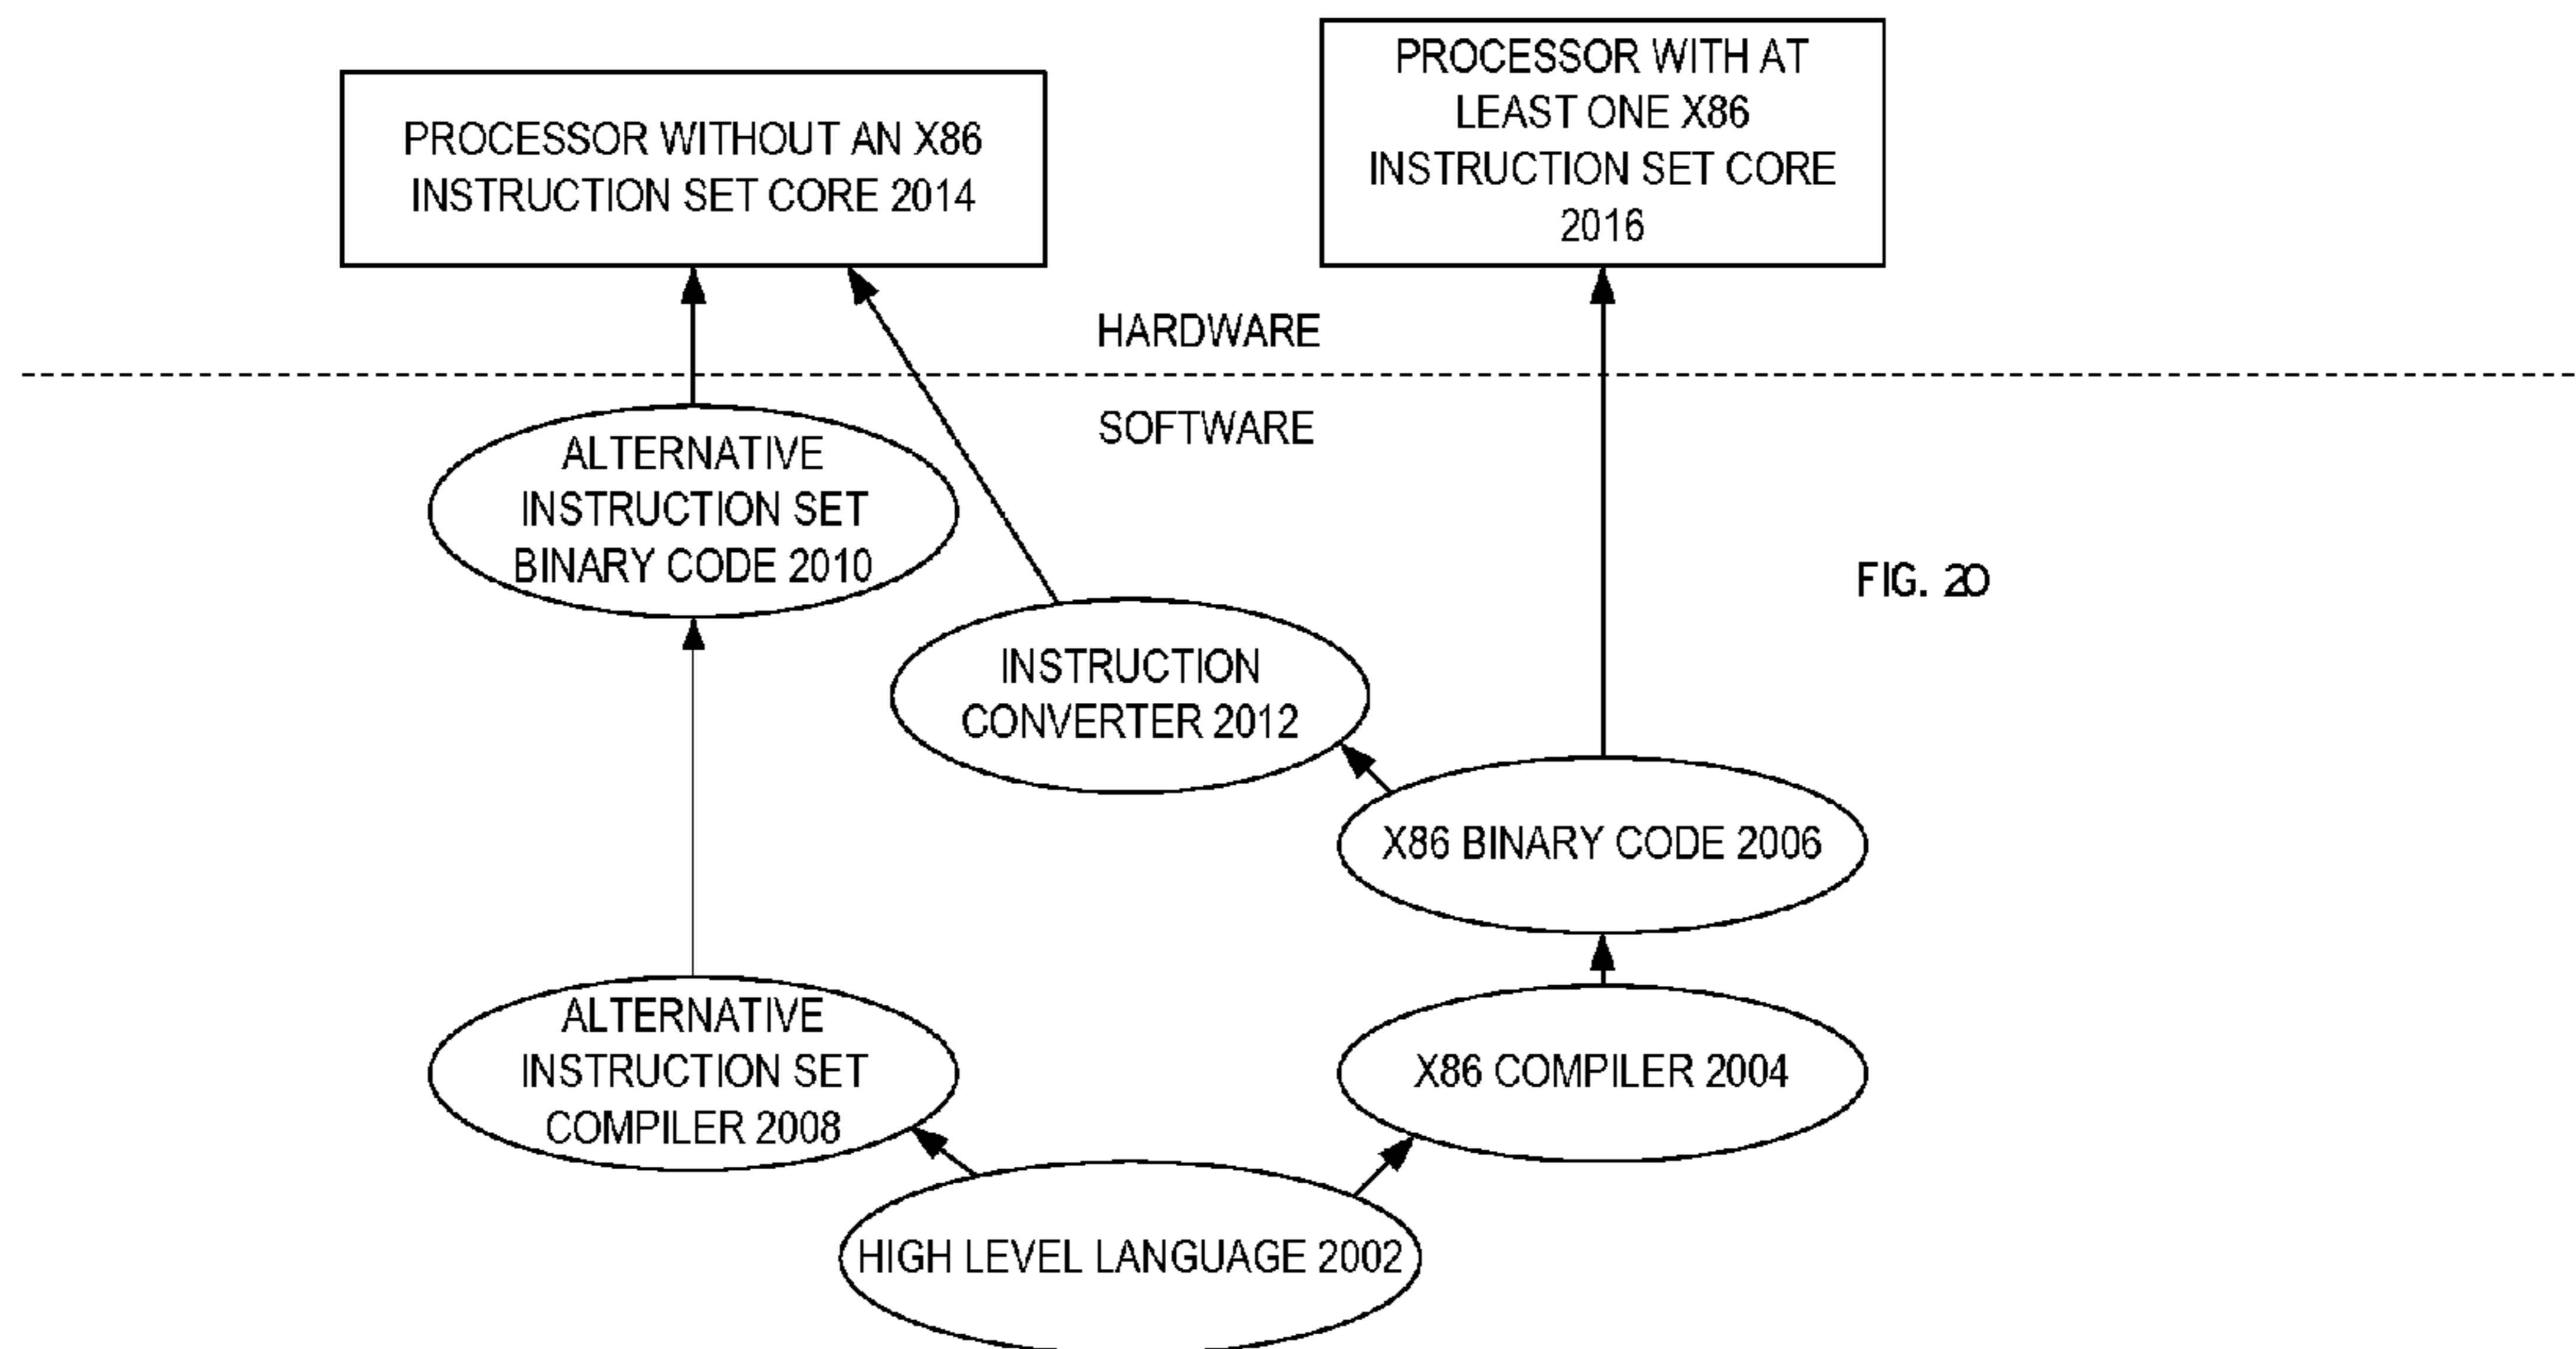 PROCESSOR WITHOUT AN X86
INSTRUCTION SET CORE 2014
PROCESSOR WITH AT
LEAST ONE X86
INSTRUCTION SET CORE
2016
HARDWARE
SOFTWARE
ALTERNATIVE
INSTRUCTION SET
BINARY CODE 2010
FIG. 20
INSTRUCTION
CONVERTER 2012
X86 BINARY CODE 2006
ALTERNATIVE
INSTRUCTION SET
COMPILER 2008
X86 COMPILER 2004
HIGH LEVEL LANGUAGE 2002